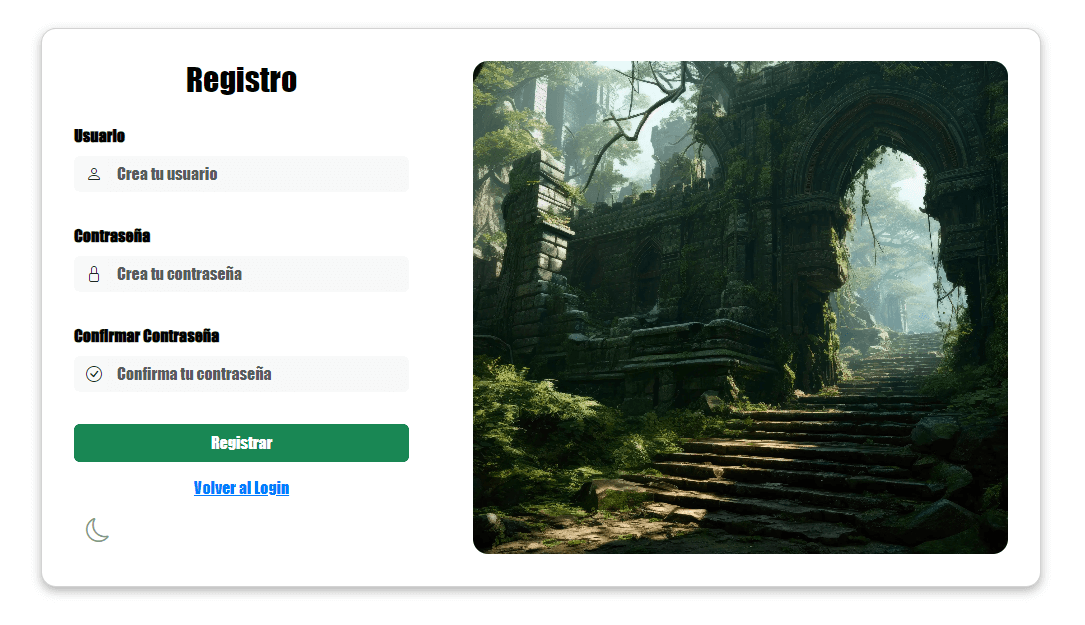 Registro
Usuario
Crea tu usuario
Contraseña
Crea tu contraseña
Confirmar Contraseña
Confirma tu contraseña
Registrar
Volver al Login